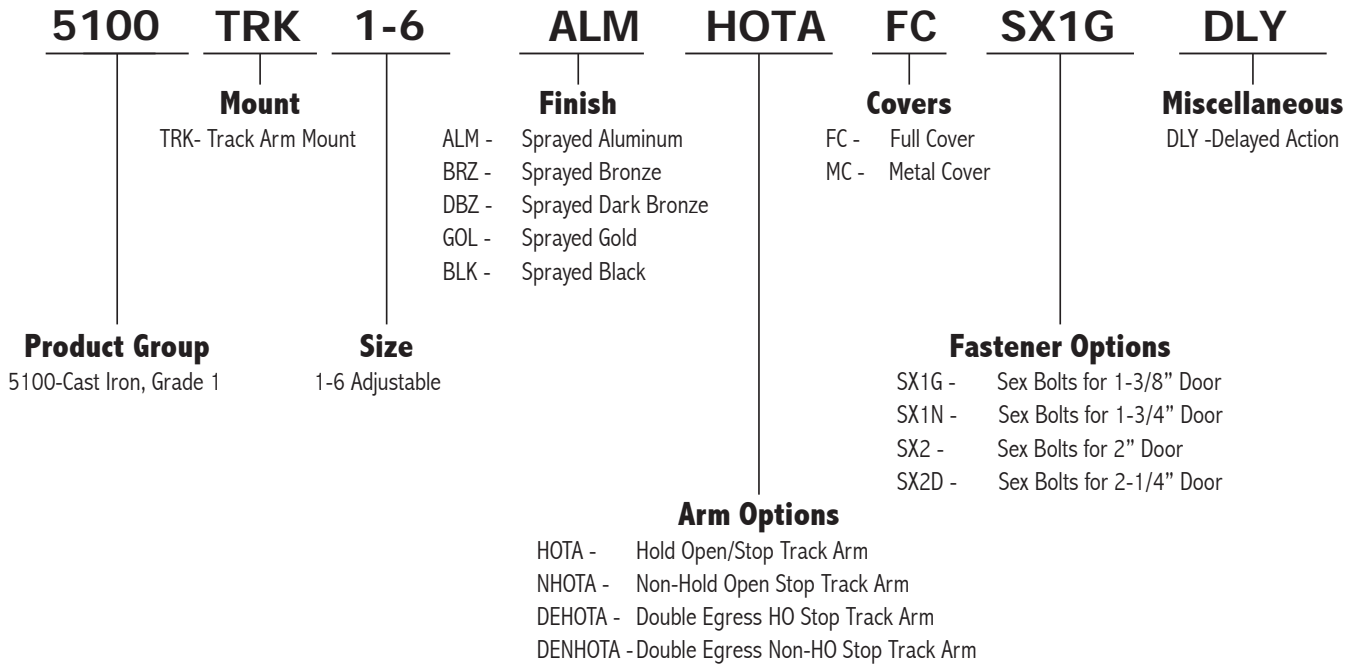 5100 TRK 1-6 ALM HOTA FC SX1G DLY
Mount
TRK- Track Arm Mount
Finish
ALM - Sprayed Aluminum
BRZ - Sprayed Bronze
DBZ - Sprayed Dark Bronze
GOL - Sprayed Gold
BLK - Sprayed Black
Covers
FC - Full Cover
MC - Metal Cover
Miscellaneous
DLY -Delayed Action
Product Group
5100-Cast Iron, Grade 1
Size
1-6 Adjustable
Fastener Options
SX1G - Sex Bolts for 1-3/8” Door
SX1N - Sex Bolts for 1-3/4” Door
SX2 - Sex Bolts for 2” Door
SX2D - Sex Bolts for 2-1/4” Door
Arm Options
HOTA - Hold Open/Stop Track Arm
NHOTA - Non-Hold Open Stop Track Arm
DEHOTA - Double Egress HO Stop Track Arm
DENHOTA - Double Egress Non-HO Stop Track Arm